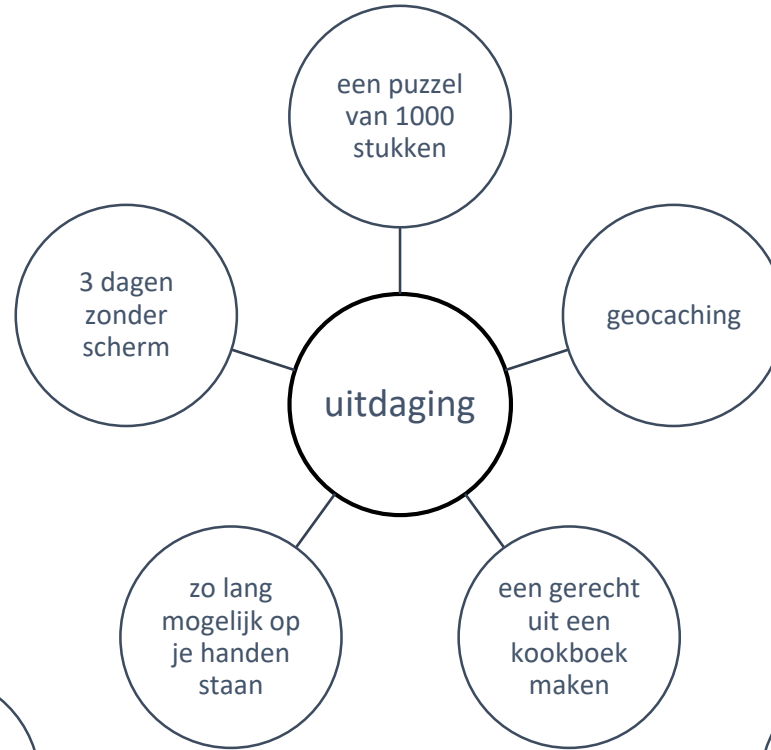 een puzzel
van 1000
stukken
3 dagen
zonder
scherm
geocaching
uitdaging
zo lang
mogelijk op
je handen
staan
een gerecht
uit een
kookboek
maken